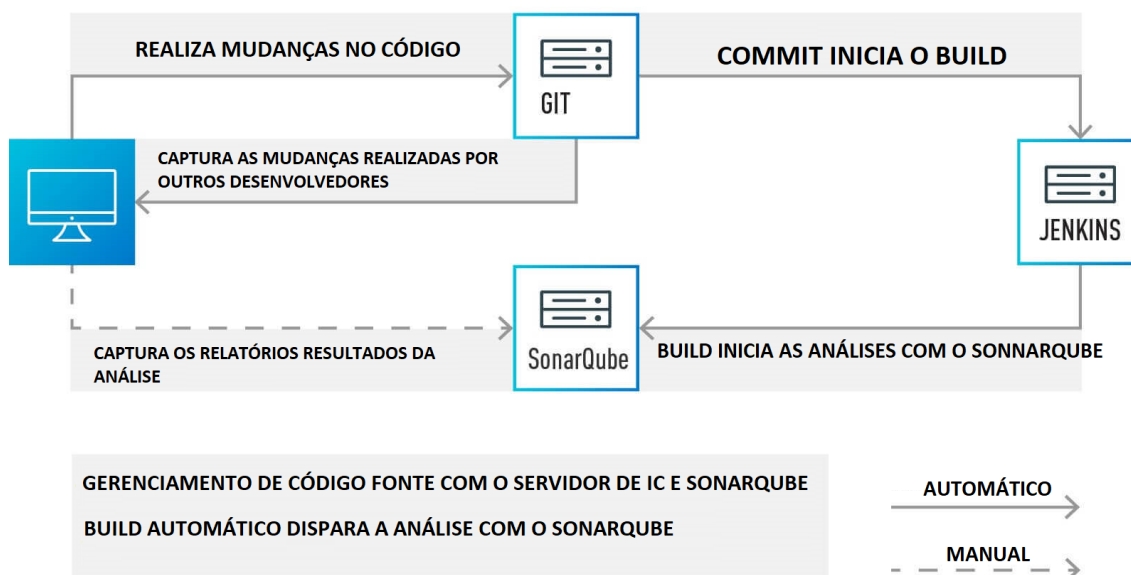 REALIZA MUDANÇAS NO CÓDIGO
GIT
COMMIT INICIA O BUILD
CAPTURA AS MUDANÇAS REALIZADAS POR
OUTROS DESENVOLVEDORES
JENKINS
CAPTURA OS RELATÓRIOS RESULTADOS DA
ANÁLISE
SonarQube
BUILD INICIA AS ANÁLISES COM O SONNARQUBE
GERENCIAMENTO DE CÓDIGO FONTE COM O SERVIDOR DE IC E SONARQUBE
BUILD AUTOMÁTICO DISPARA A ANÁLISE COM O SONARQUBE
AUTOMÁTICO
MANUAL